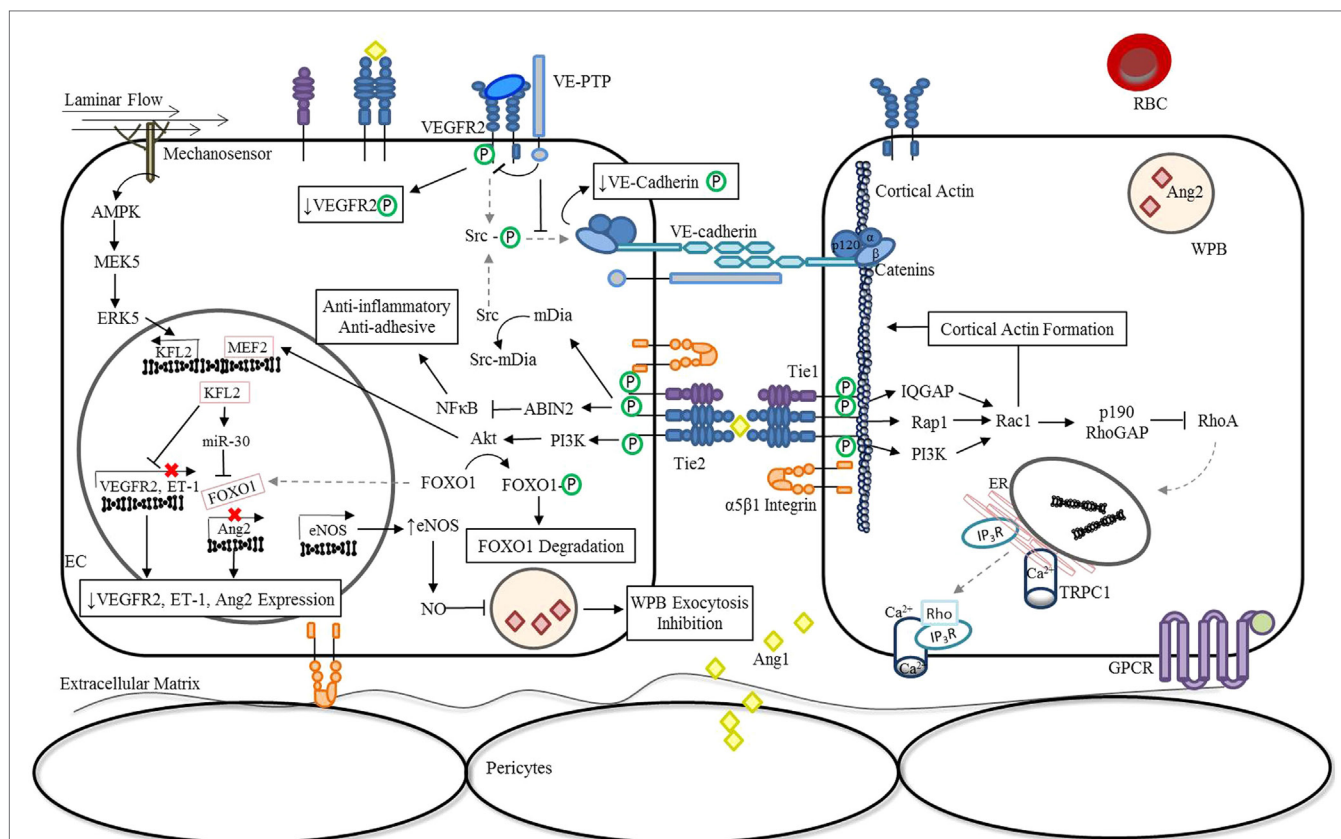 Laminar Flow
Mechanosensor
AMPK
MEK5
ERK5
KFL2
MEF2
KFL2
miR-30
VEGFR2, ET-1
FOXO1
Ang2
eNOS
EC
↓VEGFR2, ET-1, Ang2 Expression
VEGFR2
VE-PTP
P
↓VEGFR2 P
↓VE-Cadherin P
Src - P
Src
mDia
Src-mDia
Anti-inflammatory
Anti-adhesive
NFκB
ABIN2
Akt
PI3K
FOXO1
FOXO1-P
↑eNOS
FOXO1 Degradation
NO
WPB Exocytosis
Inhibition
P
P
P
VE-cadherin
Tie1
Tie2
α5β1 Integrin
Ang1
RBC
Cortical Actin
Ang2
WPB
p120
α
β
Catenins
Cortical Actin Formation
P
P
P
IQGAP
Rap1
PI3K
Rac1
p190
RhoGAP
RhoA
ER
IP3R
Ca2+
TRPC1
Ca2+
Rho
IP3R
Ca2+
GPCR
Extracellular Matrix
Pericytes